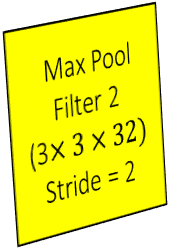 Max Pool
Filter 2
(3× 3 × 32)
Stride = 2